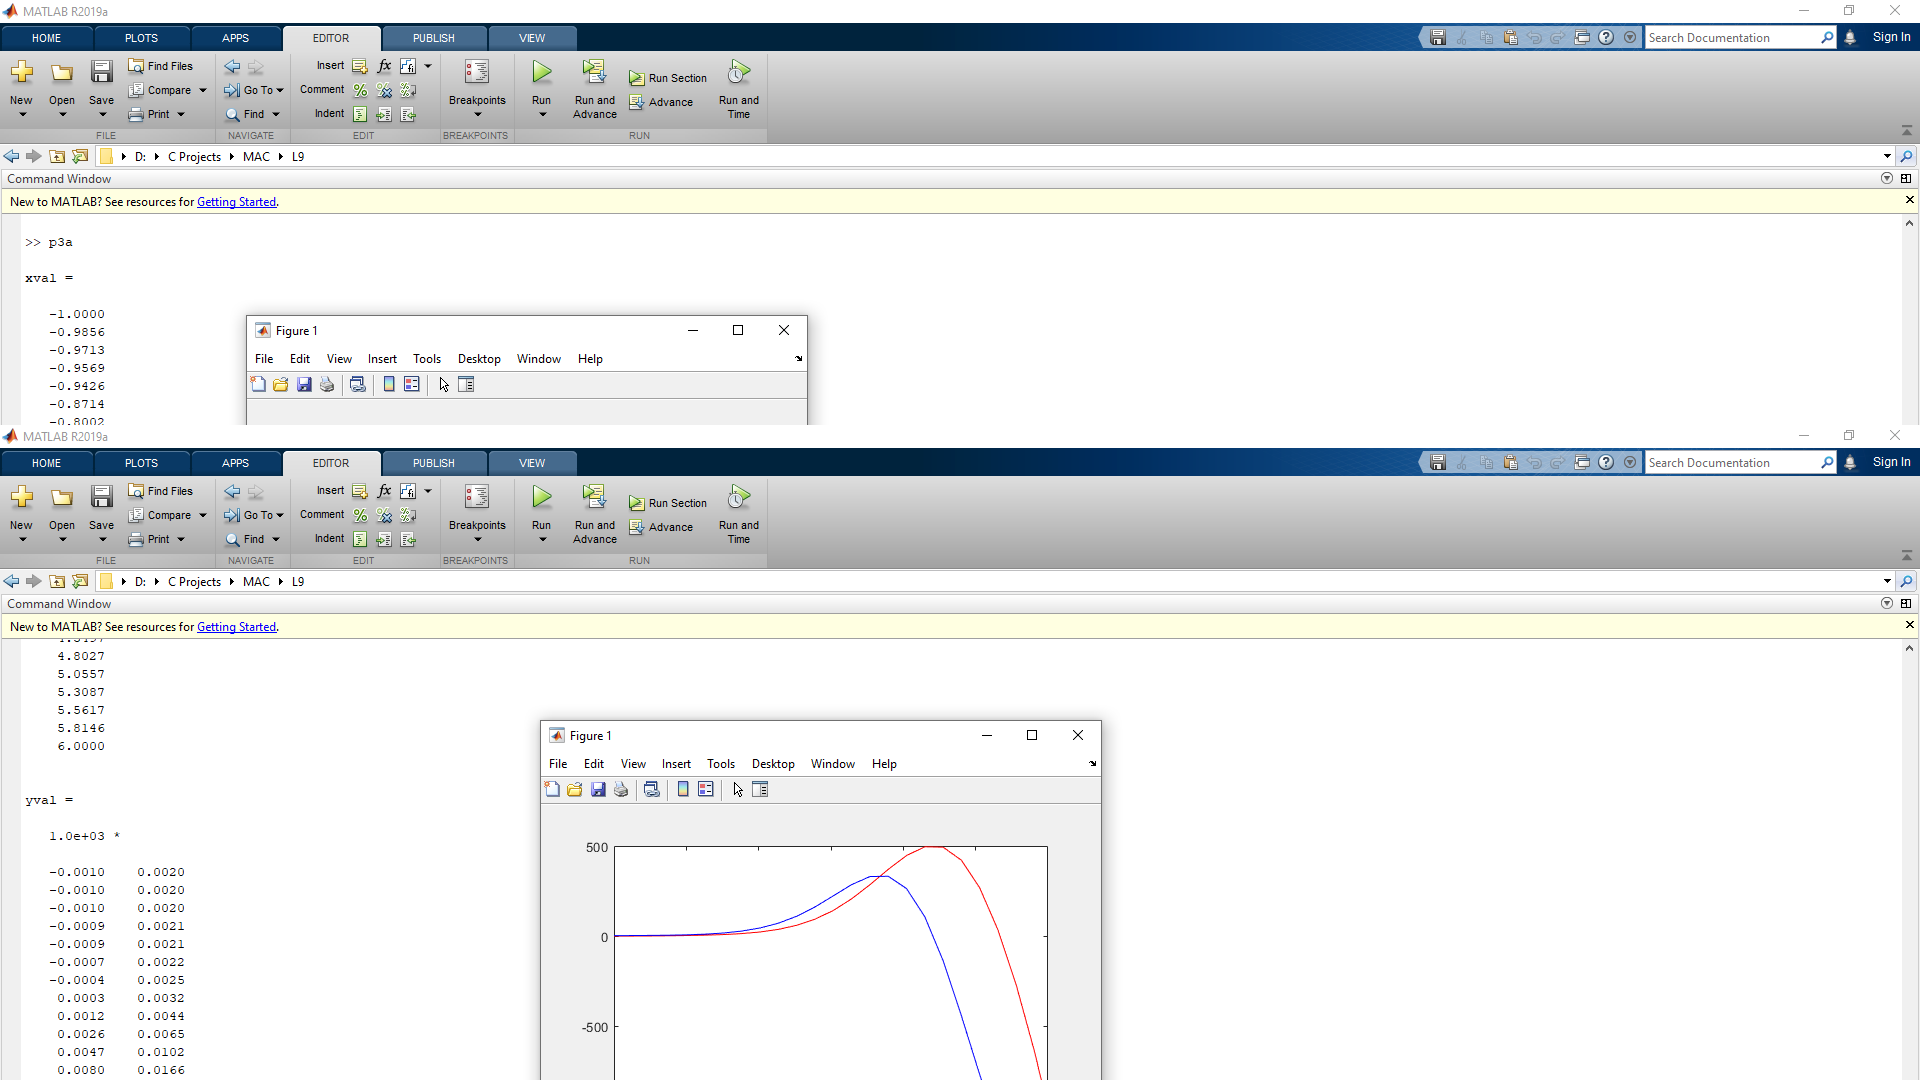 MATLAB R2019a
HOME PLOTS APPS EDITOR PUBLISH VIEW
Search Documentation
Sign In
New Open Save
Find Files
Compare
Print
Go To
Find
Insert
Comment
Indent
Breakpoints
Run
Run and Advance
Run Section
Advance
Run and Time
FILE NAVIGATE EDIT BREAKPOINTS RUN
D: C Projects MAC L9
Command Window
New to MATLAB? See resources for Getting Started.
>> p3a
xval =
-1.0000
-0.9856
-0.9713
-0.9569
-0.9426
-0.8714
-0.8002
Figure 1
File Edit View Insert Tools Desktop Window Help
MATLAB R2019a
HOME PLOTS APPS EDITOR PUBLISH VIEW
Search Documentation
Sign In
New Open Save
Find Files
Compare
Print
Go To
Find
Insert
Comment
Indent
Breakpoints
Run
Run and Advance
Run Section
Advance
Run and Time
FILE NAVIGATE EDIT BREAKPOINTS RUN
D: C Projects MAC L9
Command Window
New to MATLAB? See resources for Getting Started.
4.8027
5.0557
5.3087
5.5617
5.8146
6.0000
yval =
1.0e+03 *
-0.0010 0.0020
-0.0010 0.0020
-0.0010 0.0020
-0.0009 0.0021
-0.0009 0.0021
-0.0007 0.0022
-0.0004 0.0025
0.0003 0.0032
0.0012 0.0044
0.0026 0.0065
0.0047 0.0102
0.0080 0.0166
Figure 1
File Edit View Insert Tools Desktop Window Help
500
0
-500